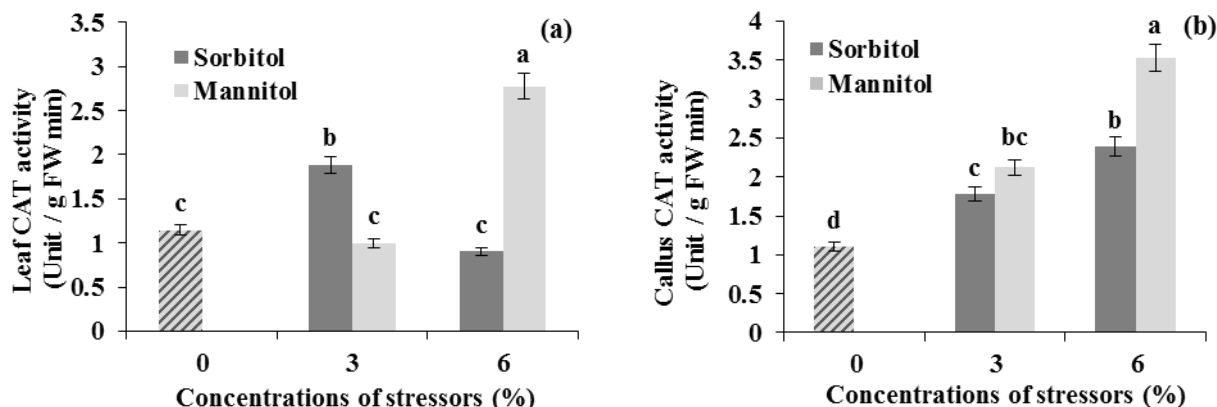 (a)
Leaf CAT activity
(Unit / g FW min)
3.5
3
2.5
2
1.5
1
0.5
0
Sorbitol
Mannitol
c
b
c
c
a
0 3 6
Concentrations of stressors (%)
(b)
Callus CAT activity
(Unit / g FW min)
4
3.5
3
2.5
2
1.5
1
0.5
0
Sorbitol
Mannitol
d
c
bc
b
a
0 3 6
Concentrations of stressors (%)